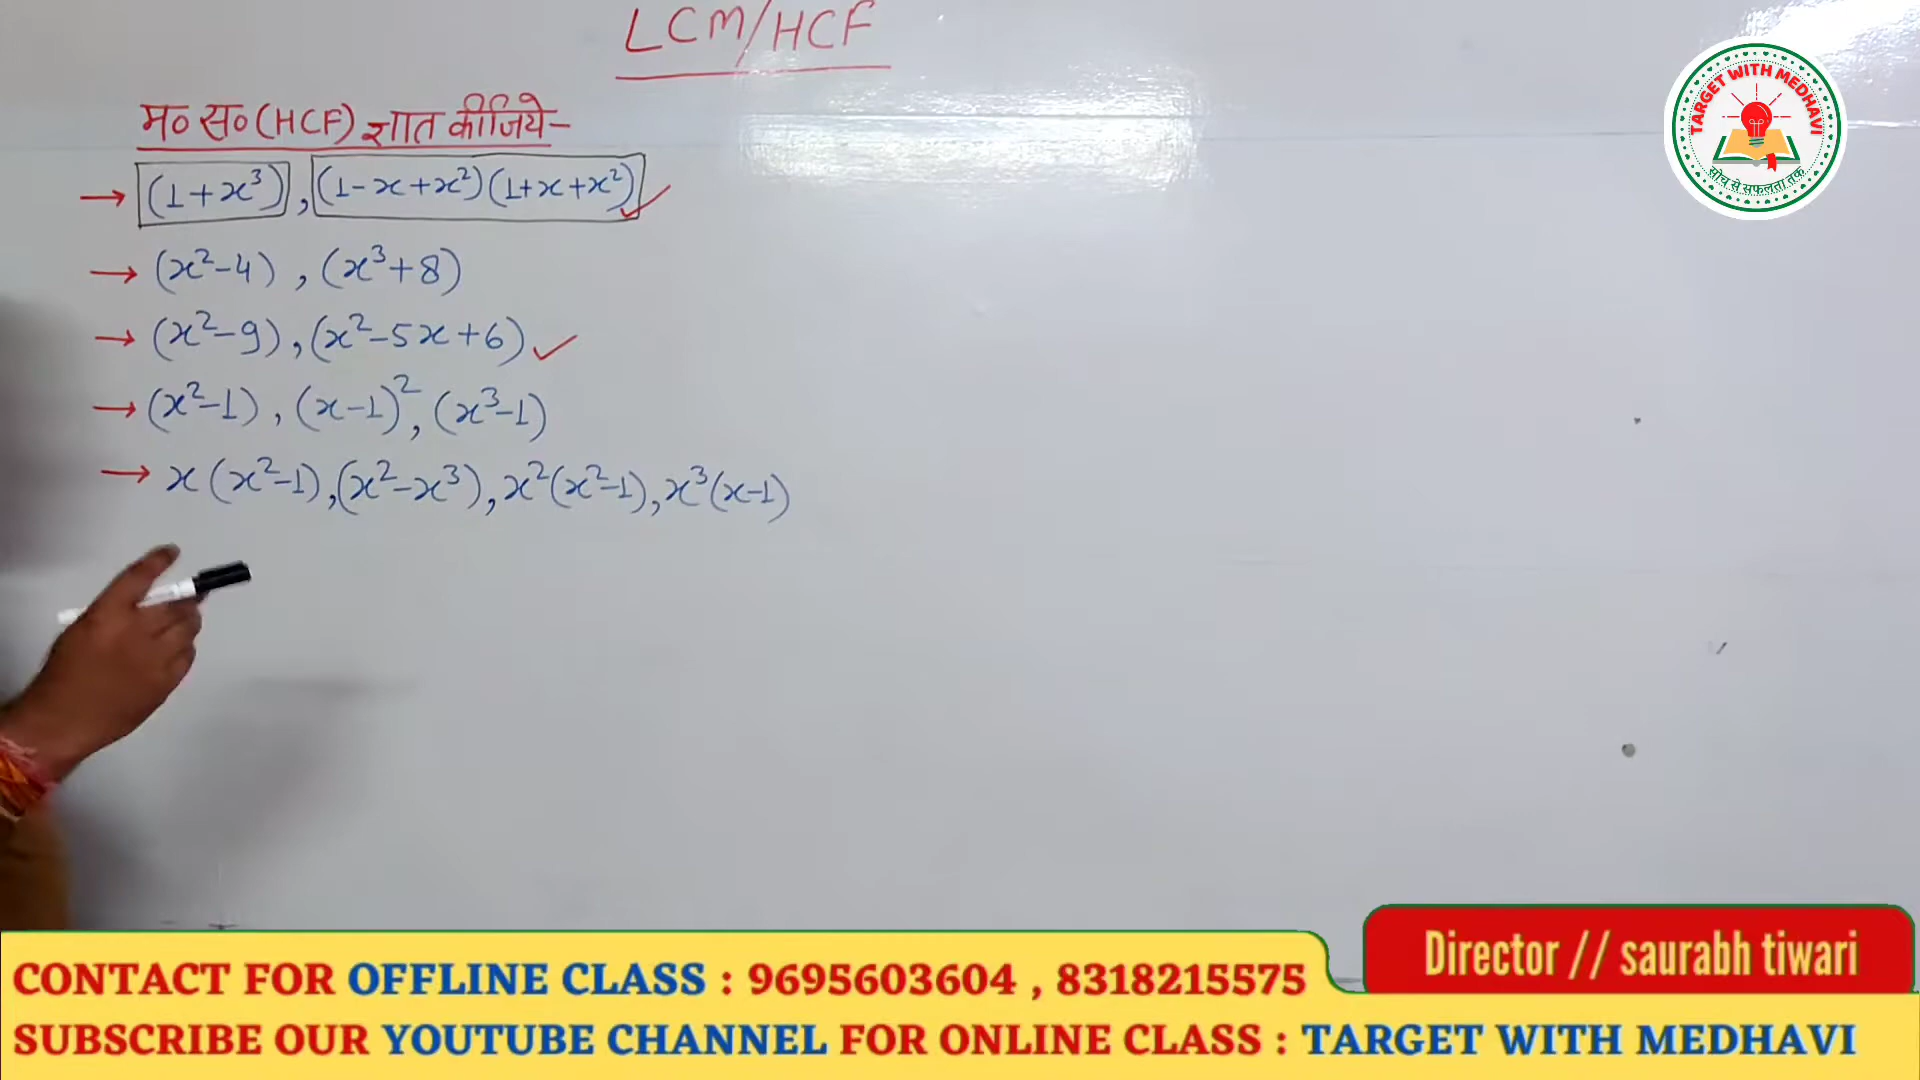 LCM/HCF
म० स० (HCF) ज्ञात कीजिये-
→ (1+x³), (1-x+x²)(1+x+x²) ✓
→ (x²-4), (x³+8)
→ (x²-9), (x²-5x+6) ✓
→ (x²-1), (x-1)², (x³-1)
→ x(x²-1), (x²-x³), x²(x²-1), x³(x-1)
TARGET WITH MEDHAVI
सोच से सफलता तक
Director // saurabh tiwari
CONTACT FOR OFFLINE CLASS : 9695603604 , 8318215575
SUBSCRIBE OUR YOUTUBE CHANNEL FOR ONLINE CLASS : TARGET WITH MEDHAVI